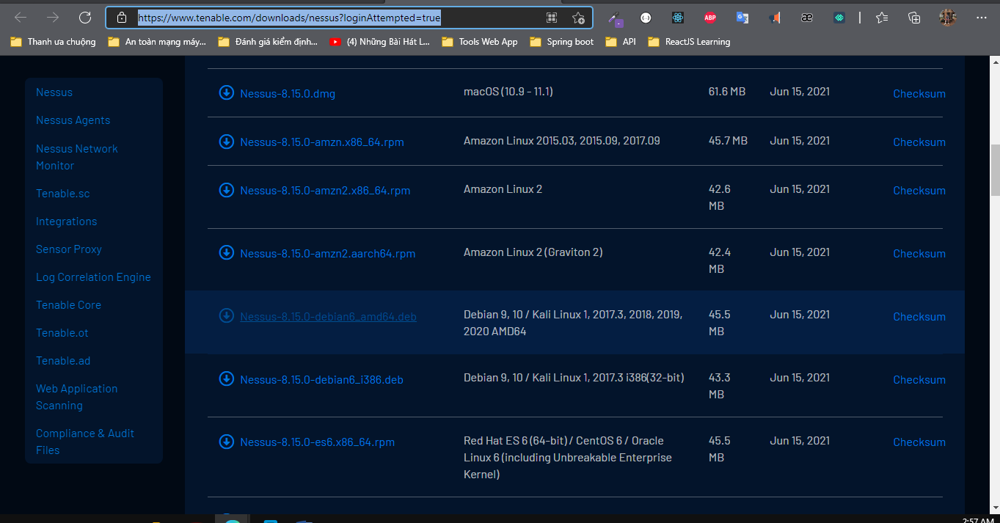 https://www.tenable.com/downloads/nessus?loginAttempted=true
ABP
æ
Thanh ưa chuộng
An toàn mạng máy...
Đánh giá kiểm định...
(4) Những Bài Hát L...
Tools Web App
Spring boot
API
ReactJS Learning
Nessus
Nessus Agents
Nessus Network
Monitor
Tenable.sc
Integrations
Sensor Proxy
Log Correlation Engine
Tenable Core
Tenable.ot
Tenable.ad
Web Application
Scanning
Compliance & Audit
Files
Nessus-8.15.0.dmg
macOS (10.9 - 11.1)
61.6 MB
Jun 15, 2021
Checksum
Nessus-8.15.0-amzn.x86_64.rpm
Amazon Linux 2015.03, 2015.09, 2017.09
45.7 MB
Jun 15, 2021
Checksum
Nessus-8.15.0-amzn2.x86_64.rpm
Amazon Linux 2
42.6
MB
Jun 15, 2021
Checksum
Nessus-8.15.0-amzn2.aarch64.rpm
Amazon Linux 2 (Graviton 2)
42.4
MB
Jun 15, 2021
Checksum
Nessus-8.15.0-debian6_amd64.deb
Debian 9, 10 / Kali Linux 1, 2017.3, 2018, 2019,
2020 AMD64
45.5
MB
Jun 15, 2021
Checksum
Nessus-8.15.0-debian6_i386.deb
Debian 9, 10 / Kali Linux 1, 2017.3 i386(32-bit)
43.3
MB
Jun 15, 2021
Checksum
Nessus-8.15.0-es6.x86_64.rpm
Red Hat ES 6 (64-bit) / CentOS 6 / Oracle
Linux 6 (including Unbreakable Enterprise
Kernel)
45.5
MB
Jun 15, 2021
Checksum
2:57 AM